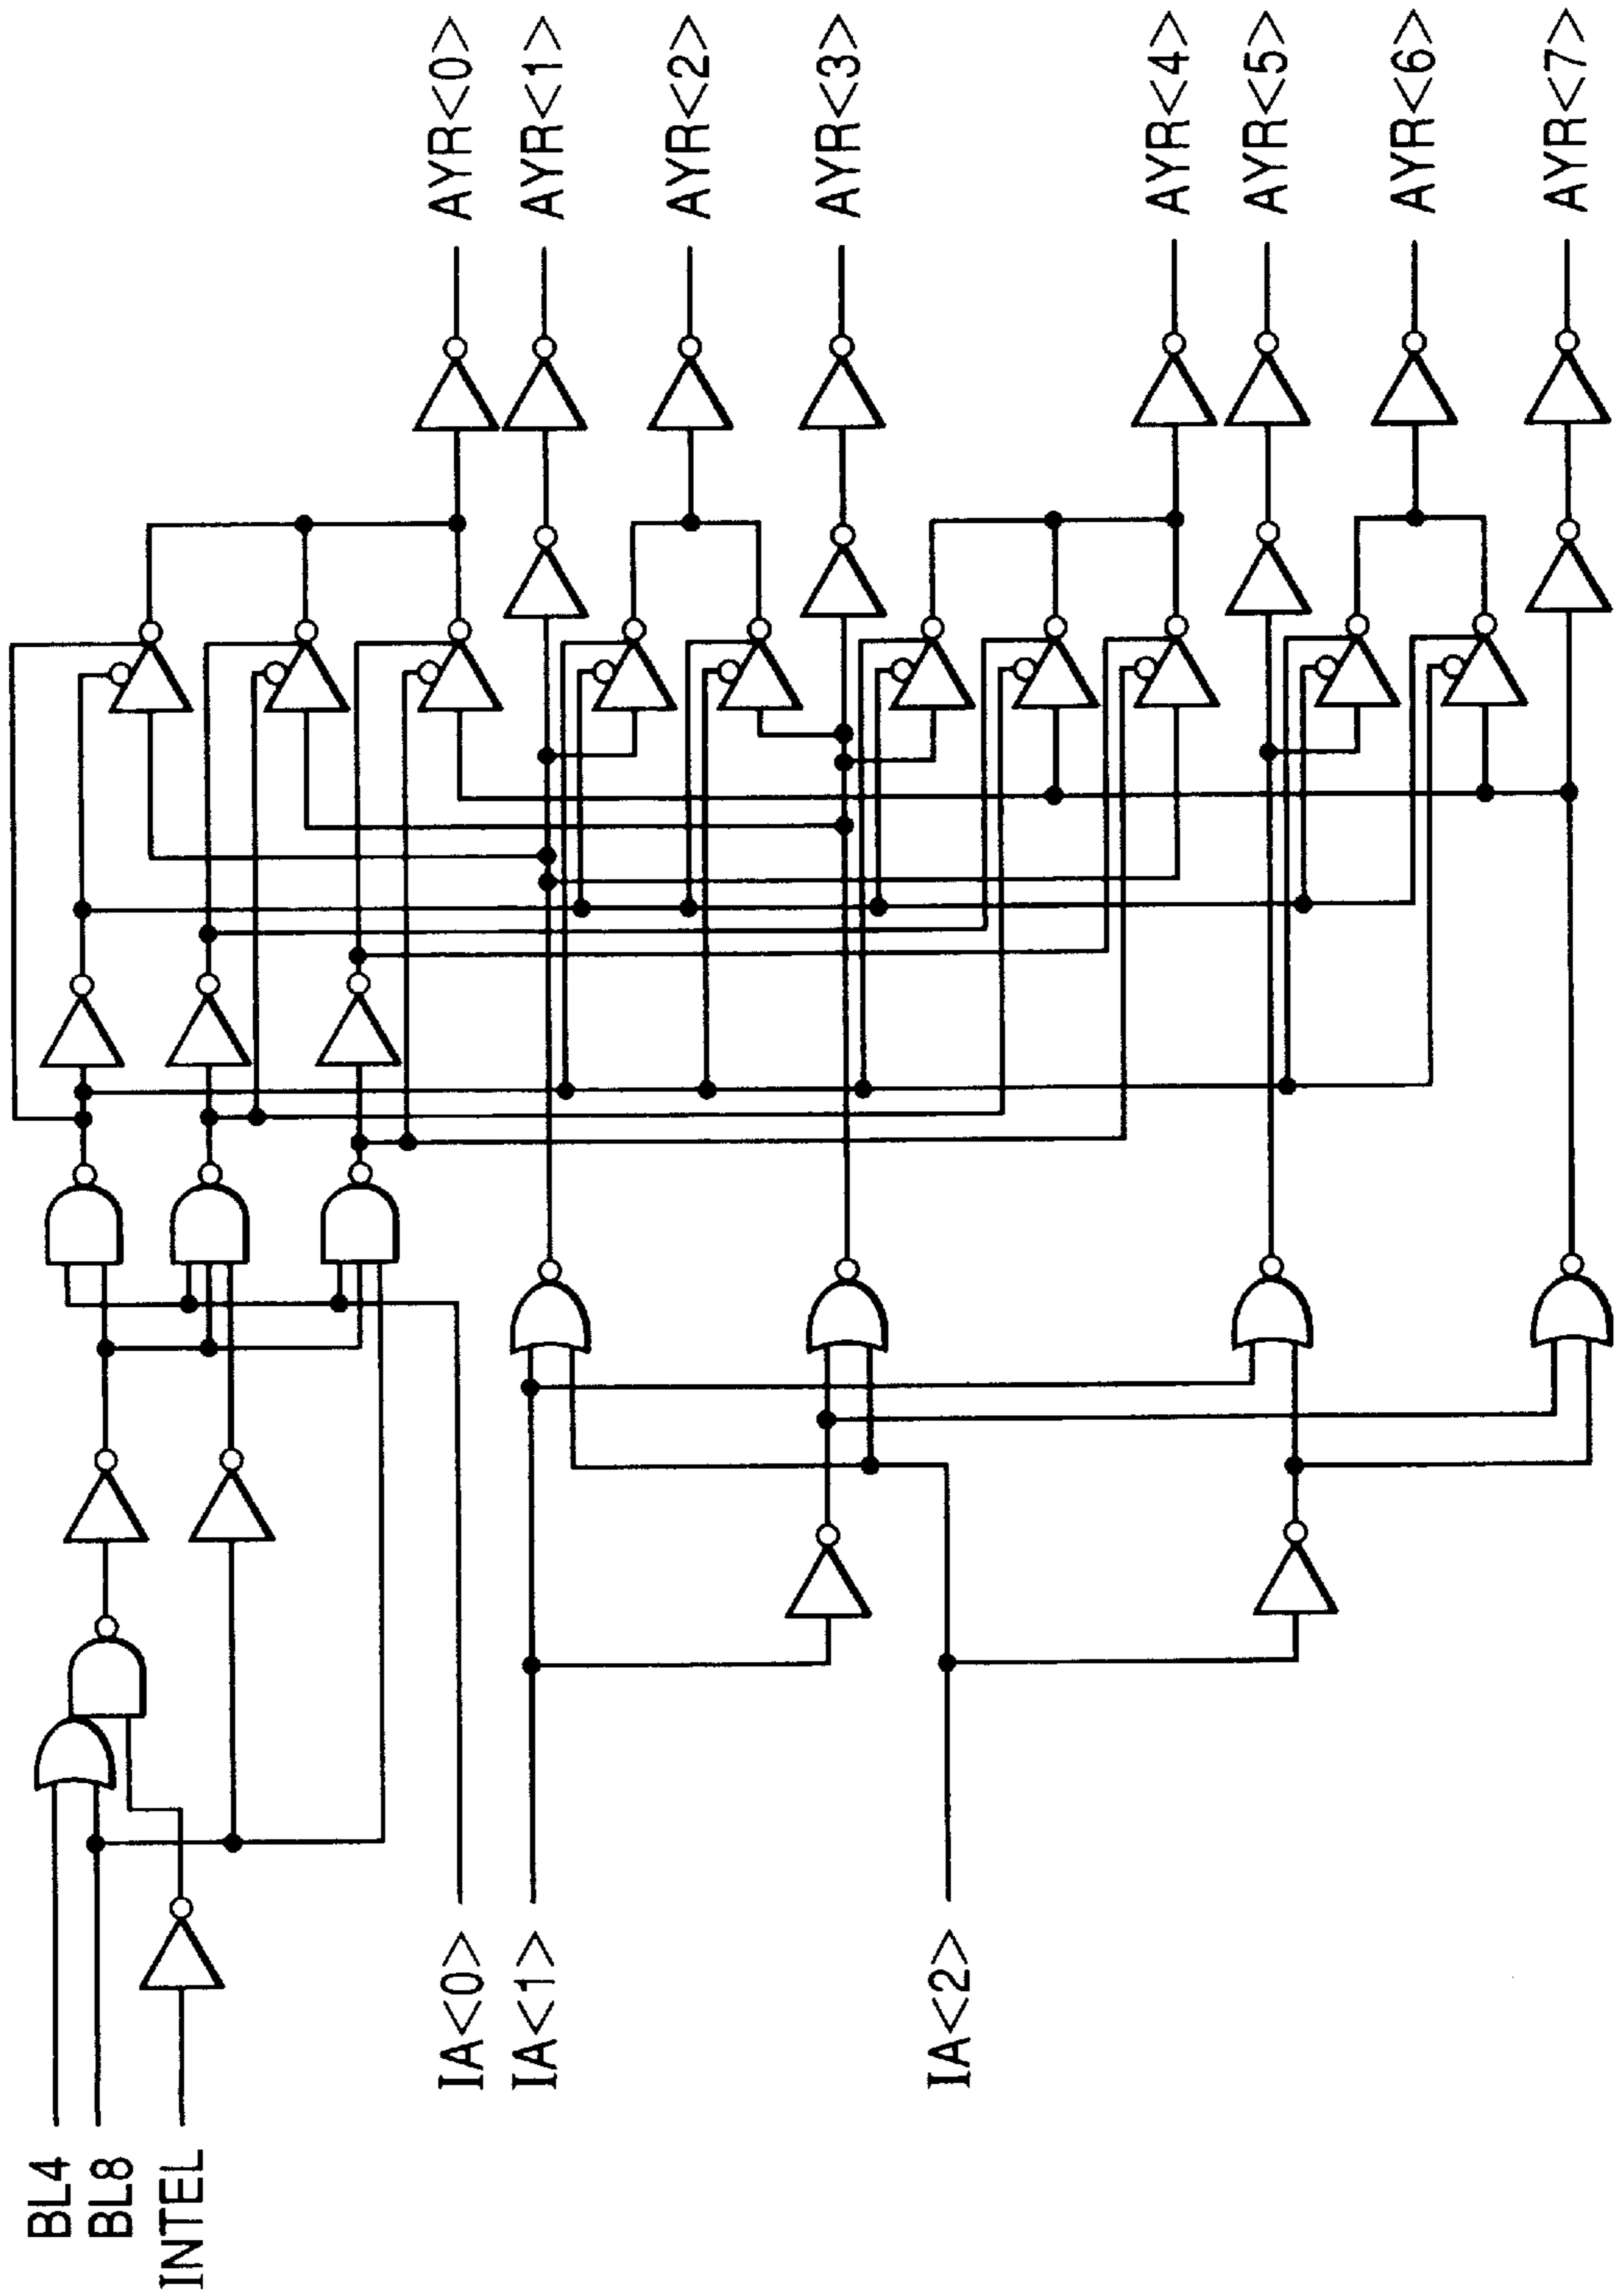 BL4
BL8
INTEL
IA<0>
IA<1>
IA<2>
AYR<0>
AYR<1>
AYR<2>
AYR<3>
AYR<4>
AYR<5>
AYR<6>
AYR<7>